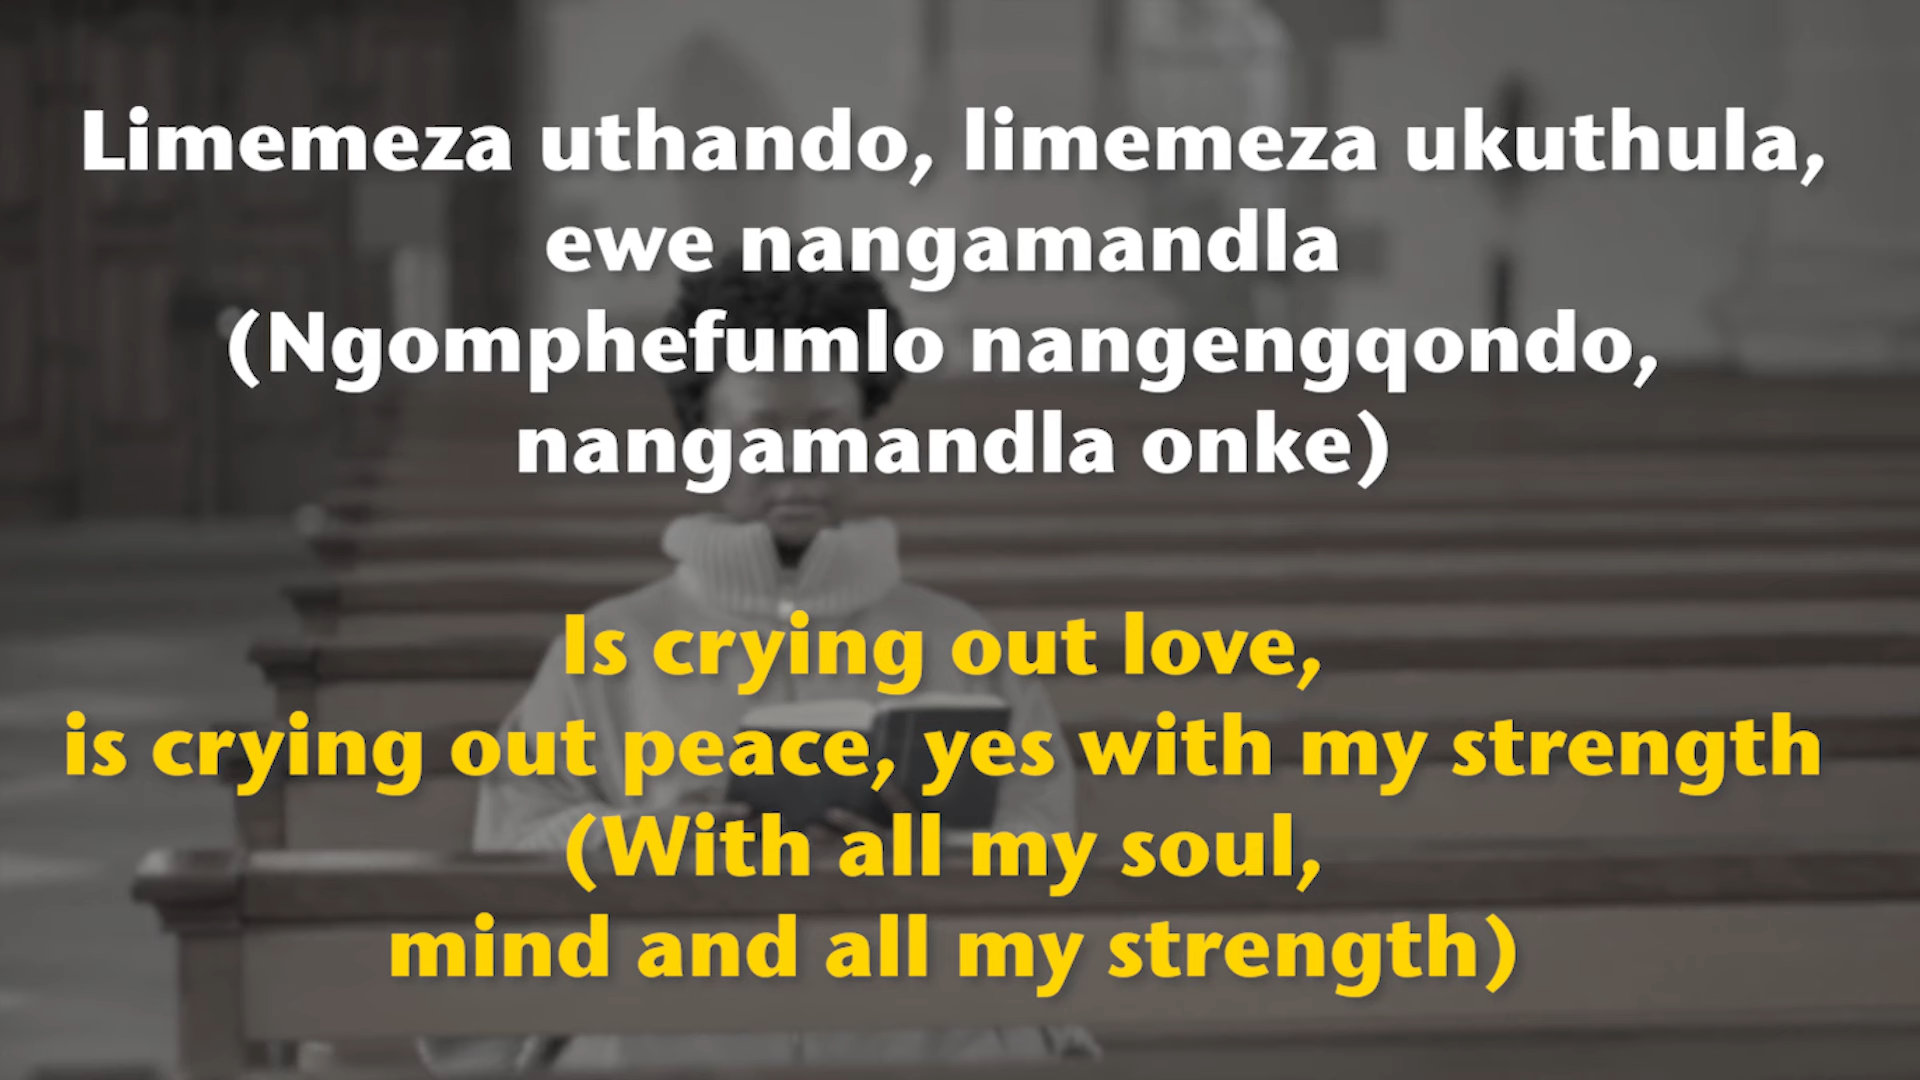 Limemeza uthando, limemeza ukuthula,
ewe nangamandla
(Ngomphefumlo nangengqondo,
nangamandla onke)
Is crying out love,
is crying out peace, yes with my strength
(With all my soul,
mind and all my strength)